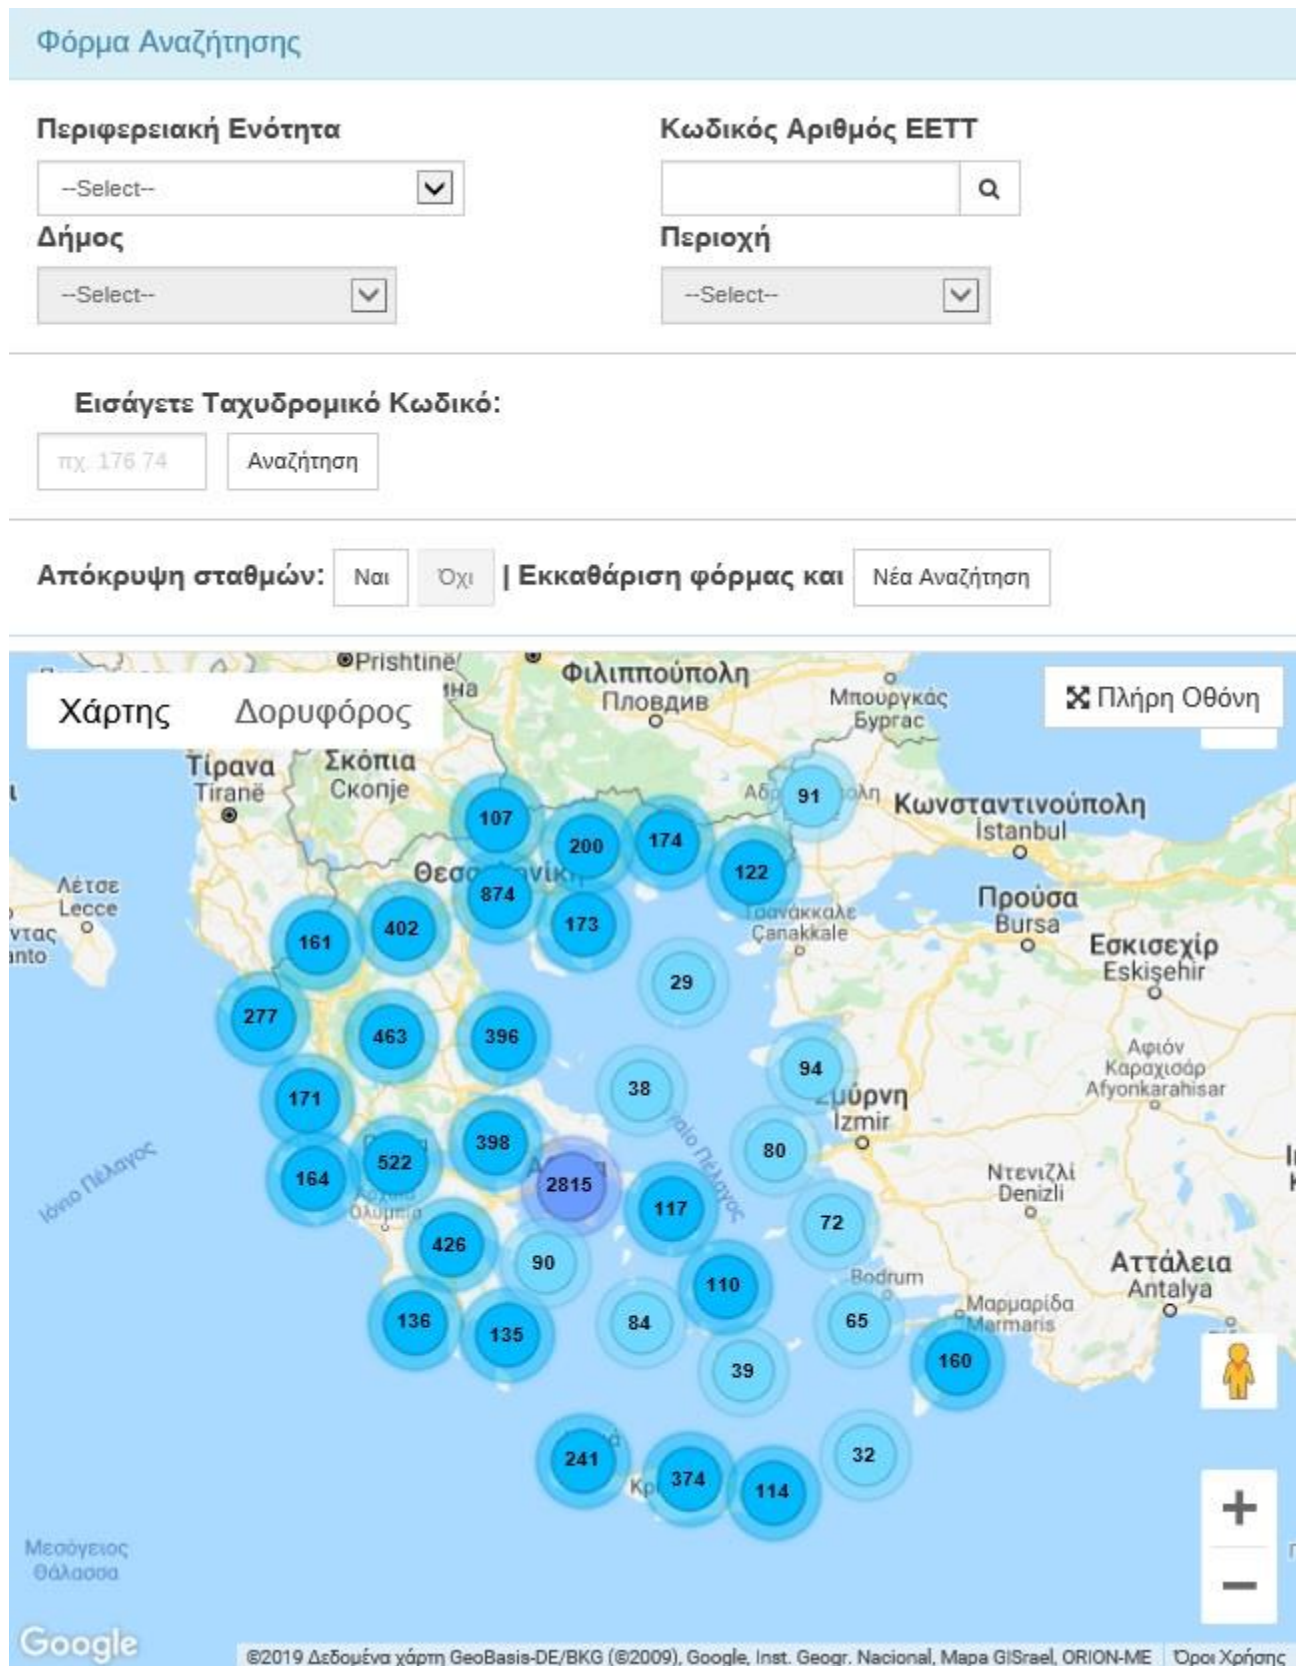 Φόρμα Αναζήτησης
Περιφερειακή Ενότητα
Κωδικός Αριθμός ΕΕΤΤ
--Select--
Δήμος
Περιοχή
--Select--
--Select--
Εισάγετε Ταχυδρομικό Κωδικό:
πχ. 176 74
Αναζήτηση
Απόκρυψη σταθμών: Ναι Όχι | Εκκαθάριση φόρμας και Νέα Αναζήτηση
Prishtinë
Φιλιππούπολη
Пловдив
Μπουργκάς
Бургас
Χάρτης
Δορυφόρος
Πλήρη Οθόνη
Τίρανα
Tiranë
Σκόπια
Скопје
107
200
174
91
Κωνσταντινούπολη
İstanbul
122
874
173
Λέτσε
Lecce
402
161
Çanakkale
Προύσα
Bursa
Εσκισεχίρ
Eskişehir
29
277
463
396
94
Αφιόν
Καραχισάρ
Afyonkarahisar
38
171
Izmir
398
80
522
164
2815
Ιόνιο Πέλαγος
Ολυμπία
117
72
Ντενιζλί
Denizli
426
90
110
Bodrum
Αττάλεια
Antalya
Μαρμαρίδα
Marmaris
136
135
84
65
39
160
241
374
114
32
Μεσόγειος
Θάλασσα
Google
©2019 Δεδομένα χάρτη GeoBasis-DE/BKG (©2009), Google, Inst. Geogr. Nacional, Mapa GISrael, ORION-ME
Όροι Χρήσης